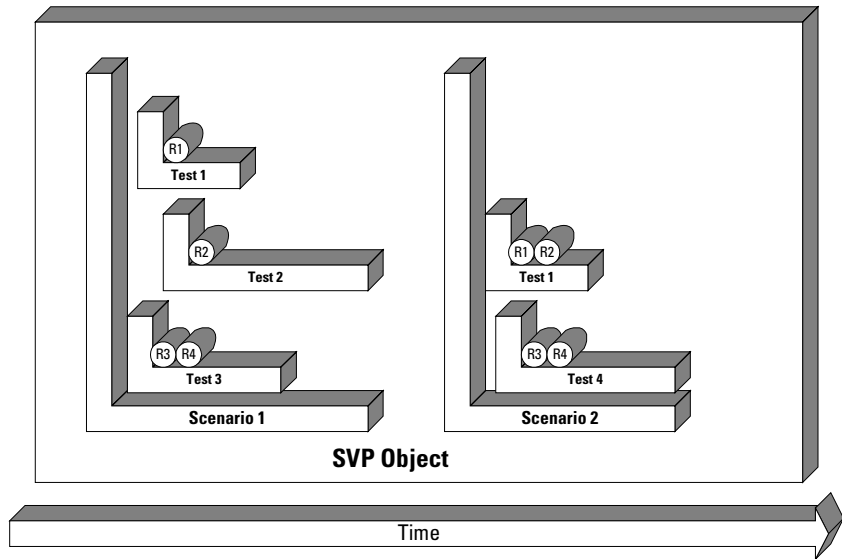 R1
Test 1
R2
Test 2
R3 R4
Test 3
Scenario 1
R1 R2
Test 1
R3 R4
Test 4
Scenario 2
SVP Object
Time